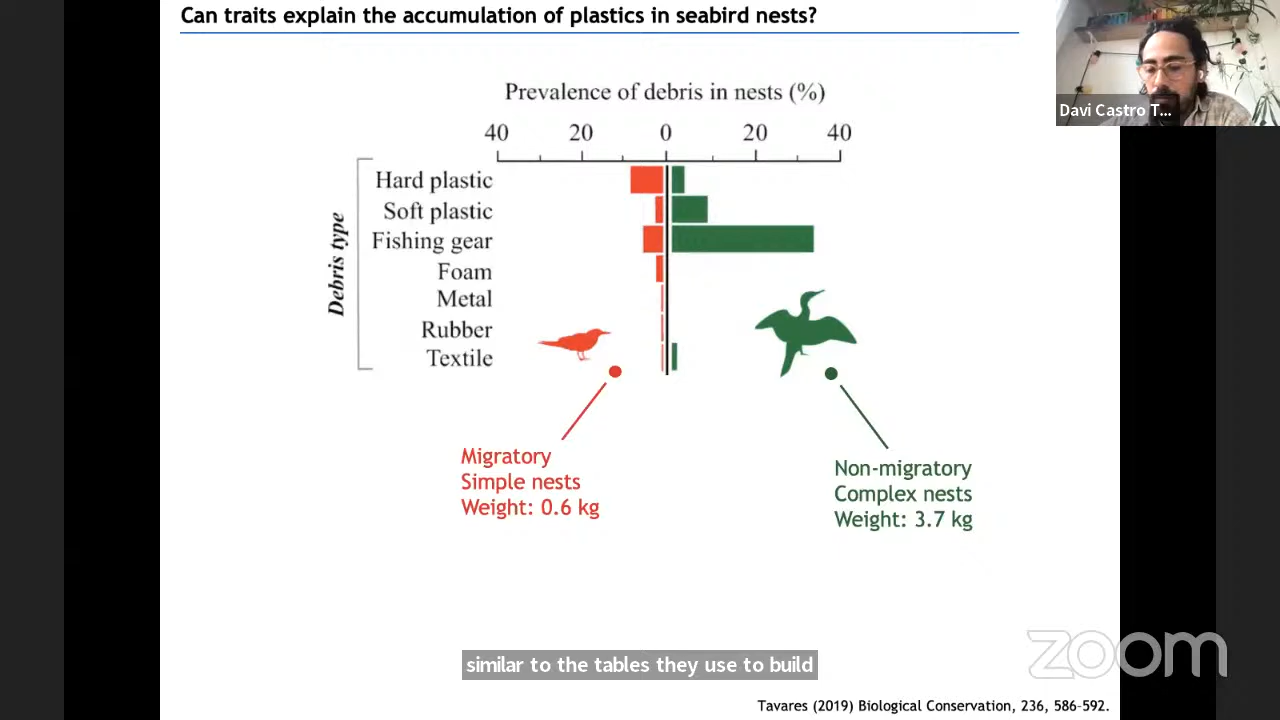 Can traits explain the accumulation of plastics in seabird nests?
Davi Castro T...
Prevalence of debris in nests (%)
40 20 0 20 40
Debris type
Hard plastic
Soft plastic
Fishing gear
Foam
Metal
Rubber
Textile
Migratory
Simple nests
Weight: 0.6 kg
Non-migratory
Complex nests
Weight: 3.7 kg
similar to the tables they use to build
zoom
Tavares (2019) Biological Conservation, 236, 586-592.